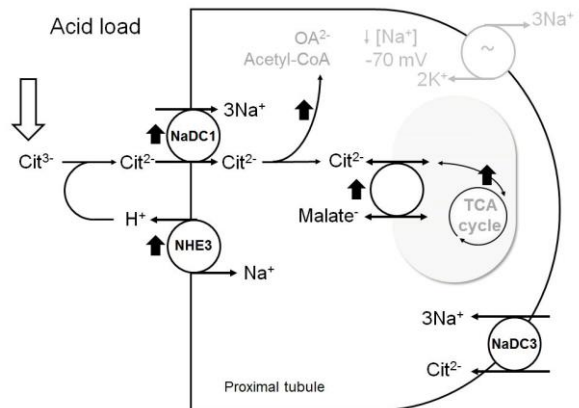 Acid load
OA²⁻
Acetyl-CoA
↓ [Na⁺]
-70 mV
3Na⁺
~
2K⁺
3Na⁺
NaDC1
Cit³⁻
Cit²⁻
Cit²⁻
Cit²⁻
Malate⁻
TCA
cycle
H⁺
NHE3
Na⁺
3Na⁺
NaDC3
Cit²⁻
Proximal tubule